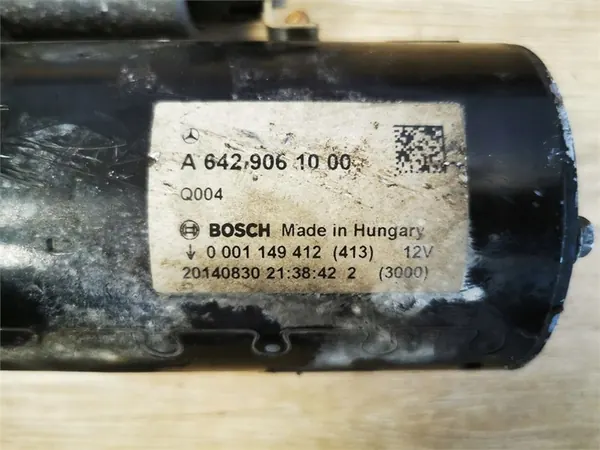 A 642 906 10 00
Q004
BOSCH Made in Hungary
0 001 149 412 (413) 12V
20140830 21:38:42 2 (3000)